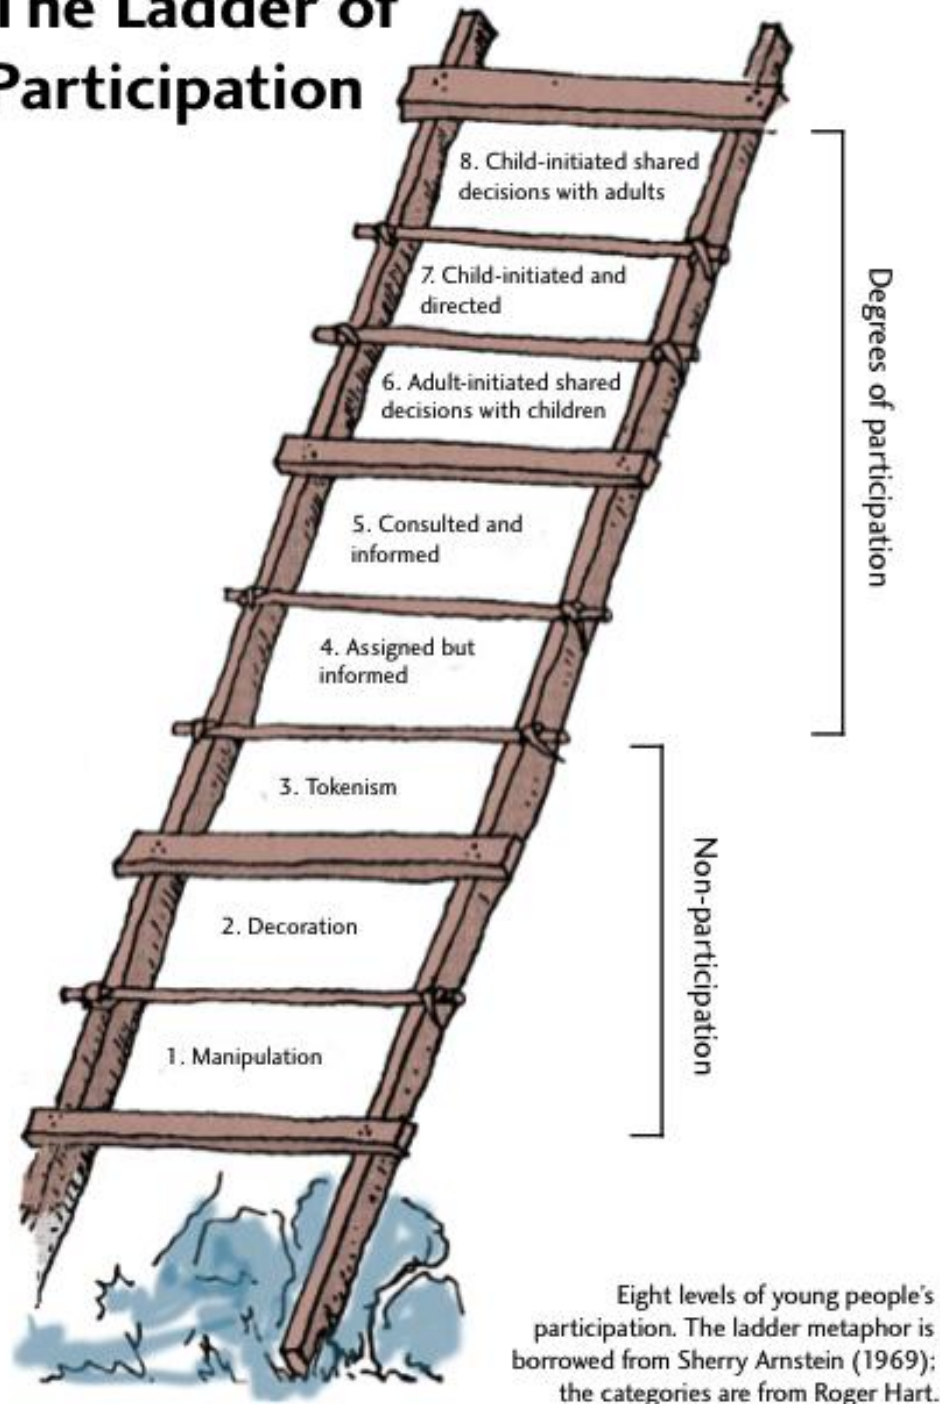 The Ladder of
Participation
8. Child-initiated shared
decisions with adults
7. Child-initiated and
directed
6. Adult-initiated shared
decisions with children
5. Consulted and
informed
4. Assigned but
informed
3. Tokenism
2. Decoration
1. Manipulation
Degrees of participation
Non-participation
Eight levels of young people's
participation. The ladder metaphor is
borrowed from Sherry Arnstein (1969);
the categories are from Roger Hart.